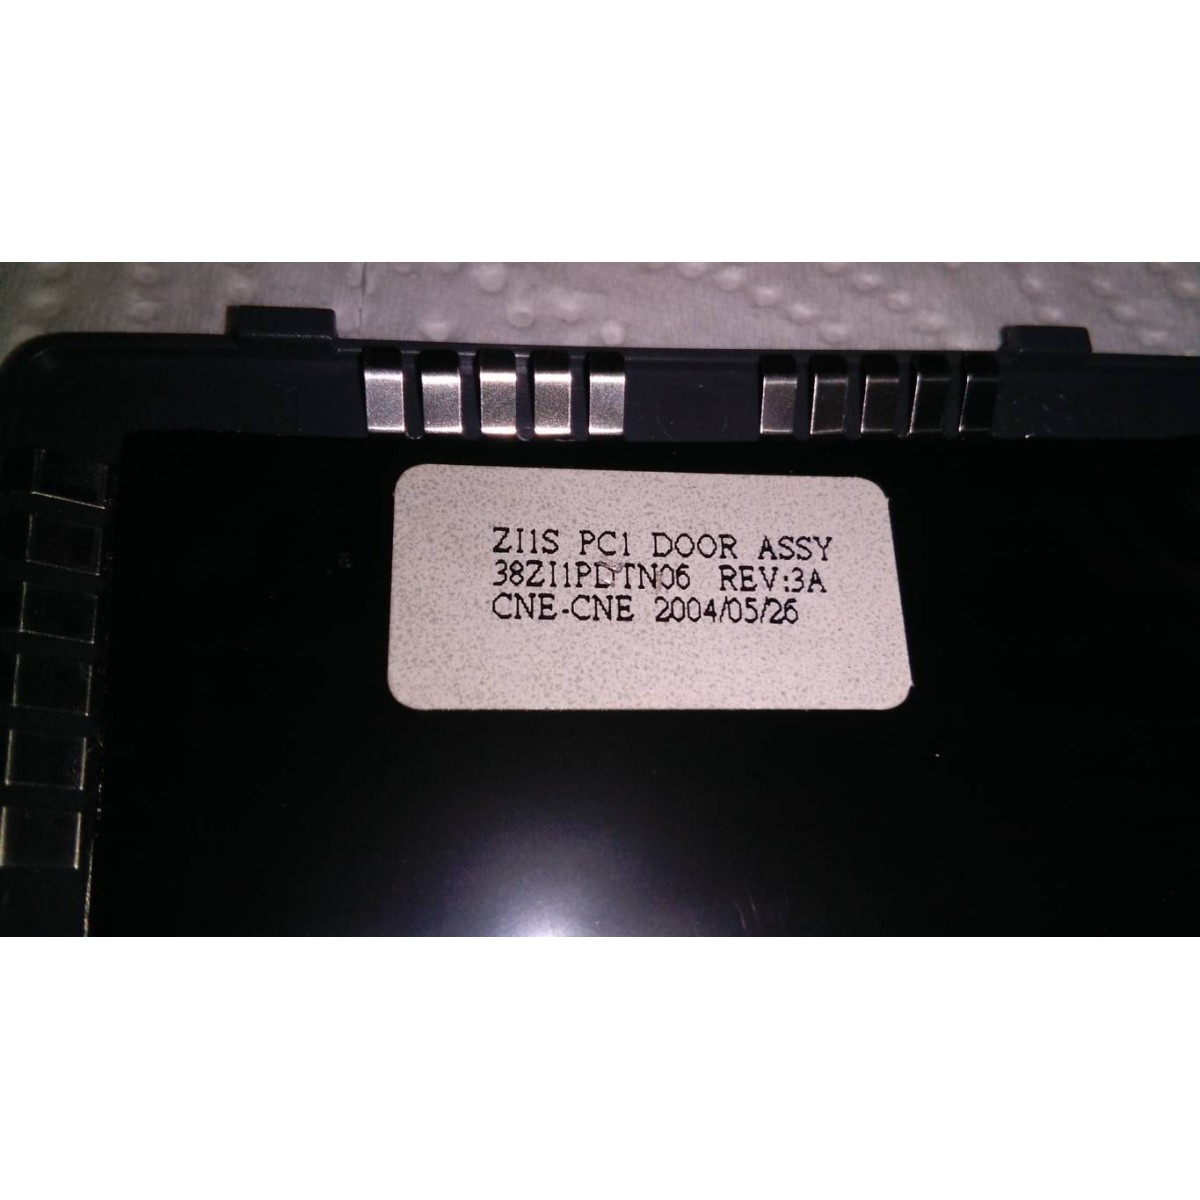 ZI1S PC1 DOOR ASSY
38ZI1PDTN06 REV:3A
CNE-CNE 2004/05/26